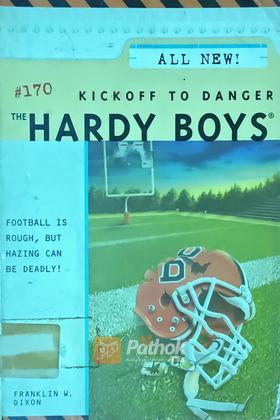 ALL NEW!
#170
KICKOFF TO DANGER
THE HARDY BOYS®
FOOTBALL IS
ROUGH, BUT
HAZING CAN
BE DEADLY!
Pathok
FRANKLIN W.
DIXON